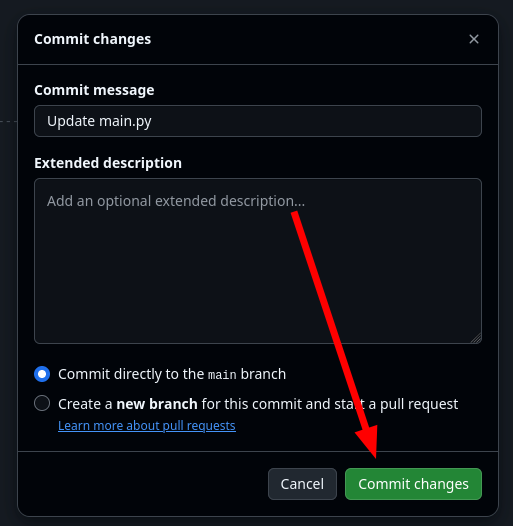 Commit changes
Commit message
Update main.py
Extended description
Add an optional extended description...
Commit directly to the main branch
Create a new branch for this commit and start a pull request
Learn more about pull requests
Cancel
Commit changes